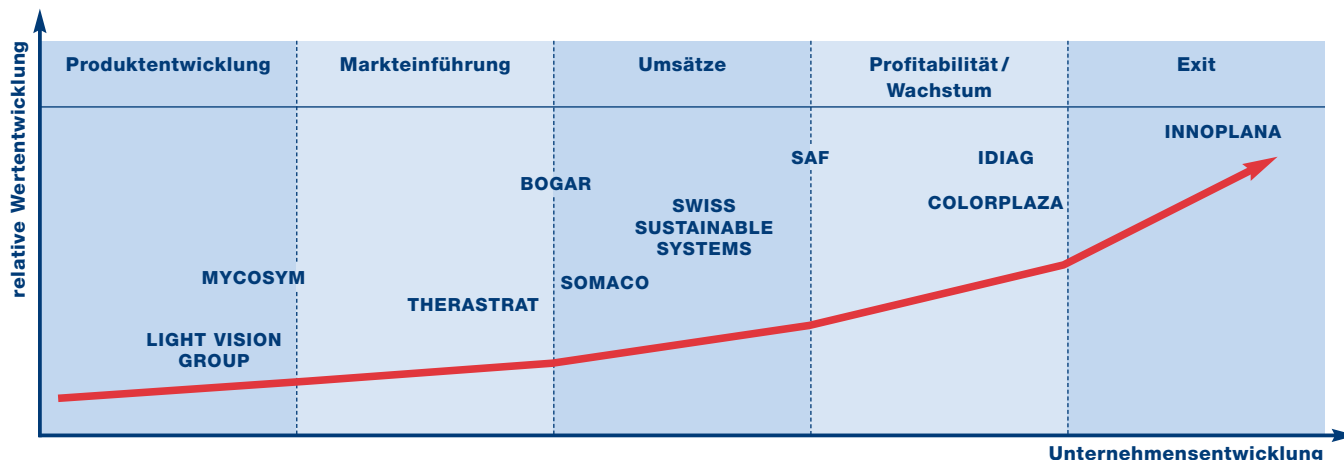 relative Wertentwicklung
Produktentwicklung
Markteinführung
Umsätze
Profitabilität /
Wachstum
Exit
INNOPLANA
SAF
IDIAG
BOGAR
COLORPLAZA
SWISS
SUSTAINABLE
SYSTEMS
MYCOSYM
SOMACO
THERASTRAT
LIGHT VISION
GROUP
Unternehmensentwicklung